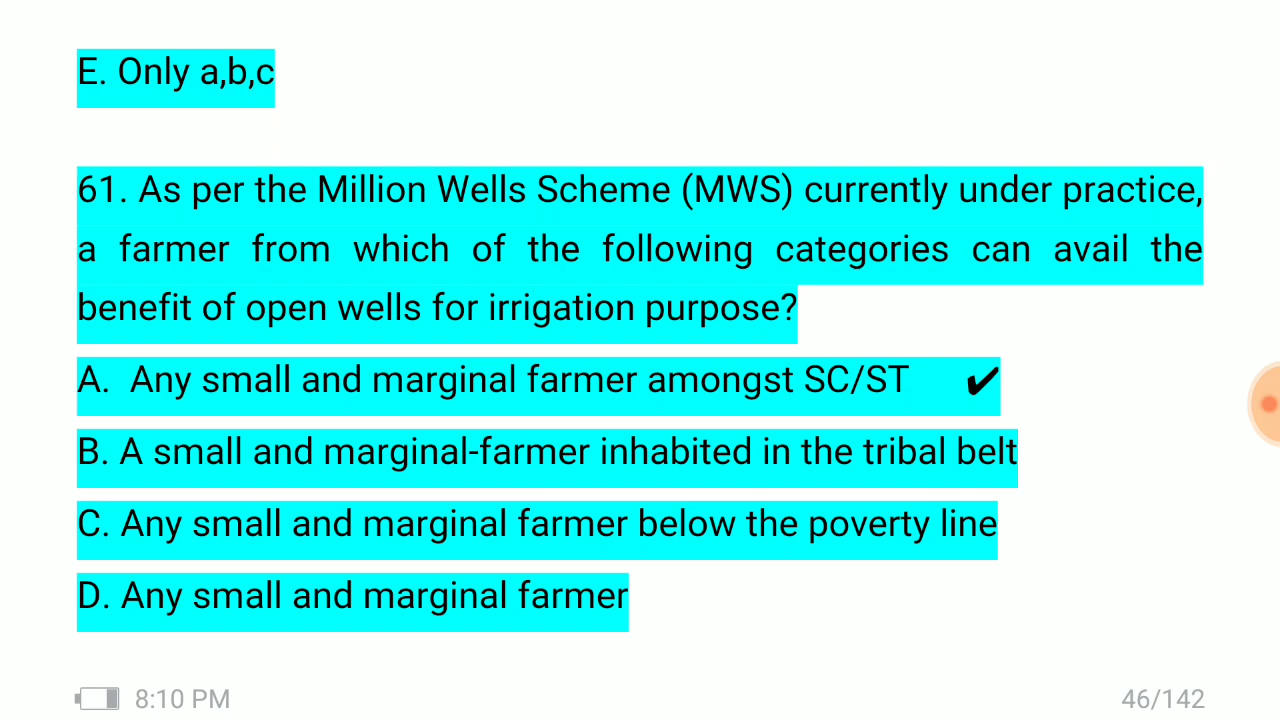 E. Only a,b,c
61. As per the Million Wells Scheme (MWS) currently under practice,
a farmer from which of the following categories can avail the
benefit of open wells for irrigation purpose?
A. Any small and marginal farmer amongst SC/ST ✔
B. A small and marginal-farmer inhabited in the tribal belt
C. Any small and marginal farmer below the poverty line
D. Any small and marginal farmer
8:10 PM 46/142